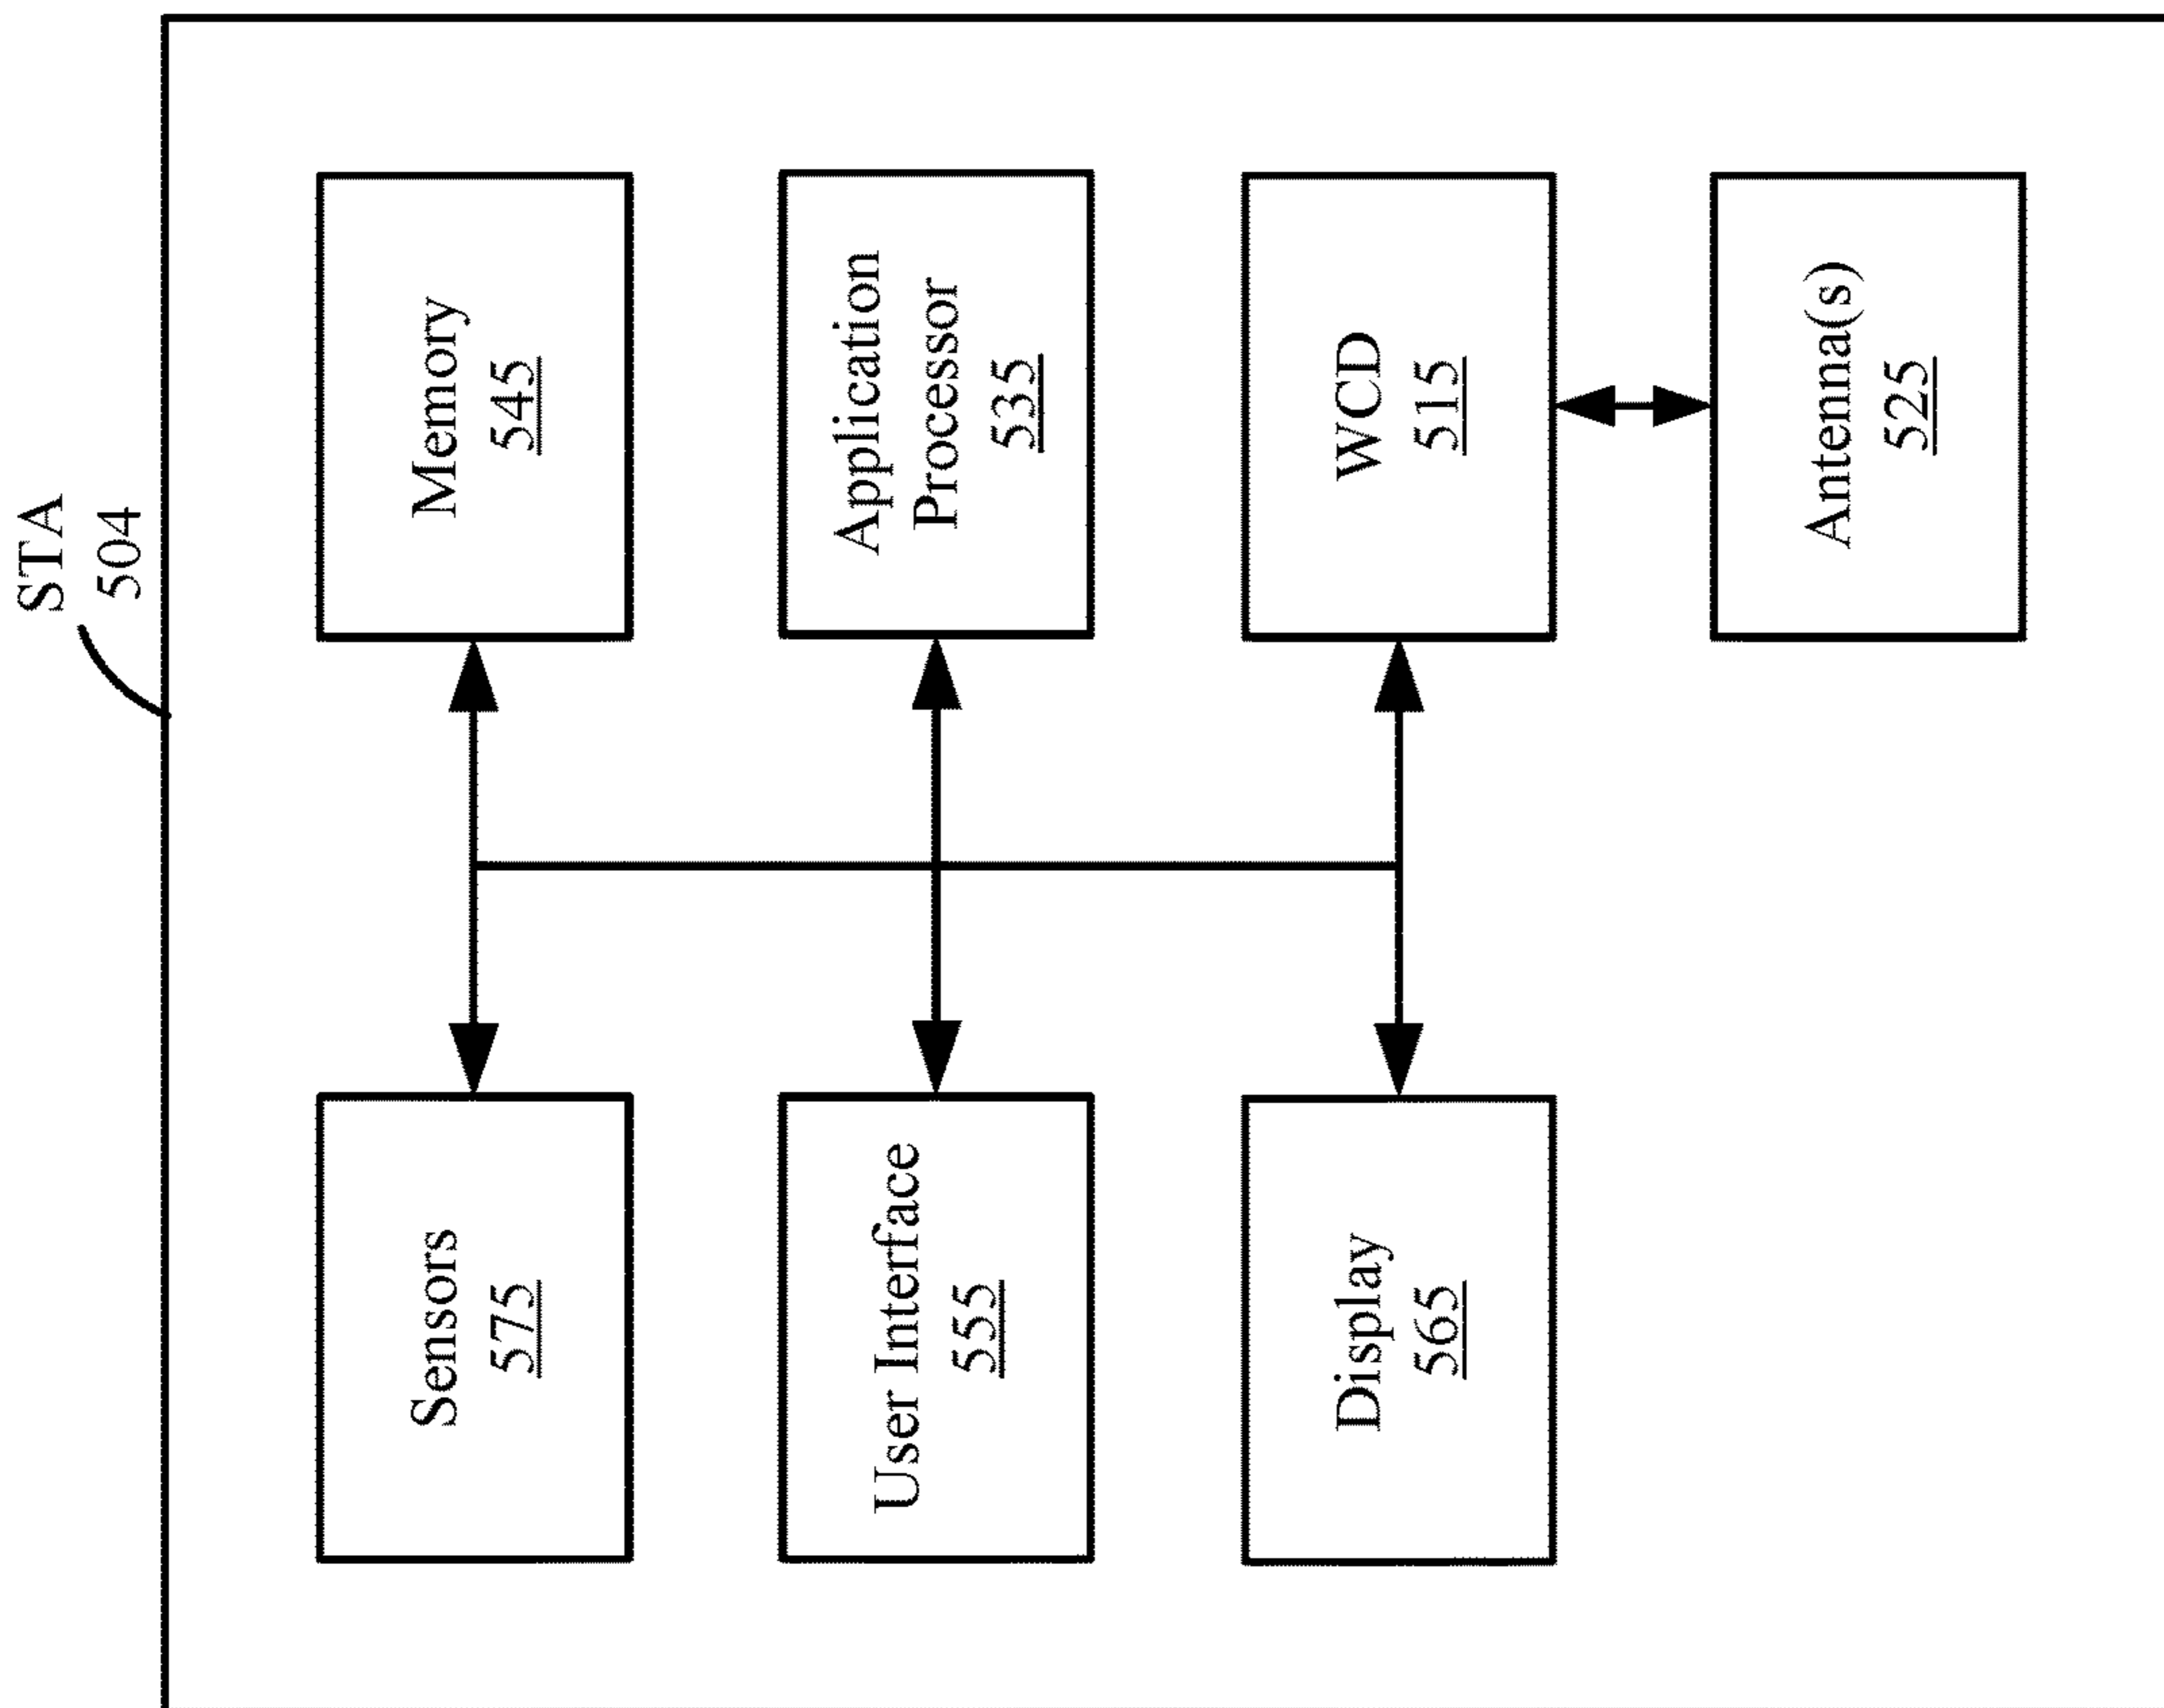 STA
504
Sensors
575
Memory
545
User Interface
555
Application
Processor
535
Display
565
WCD
515
Antenna(s)
525